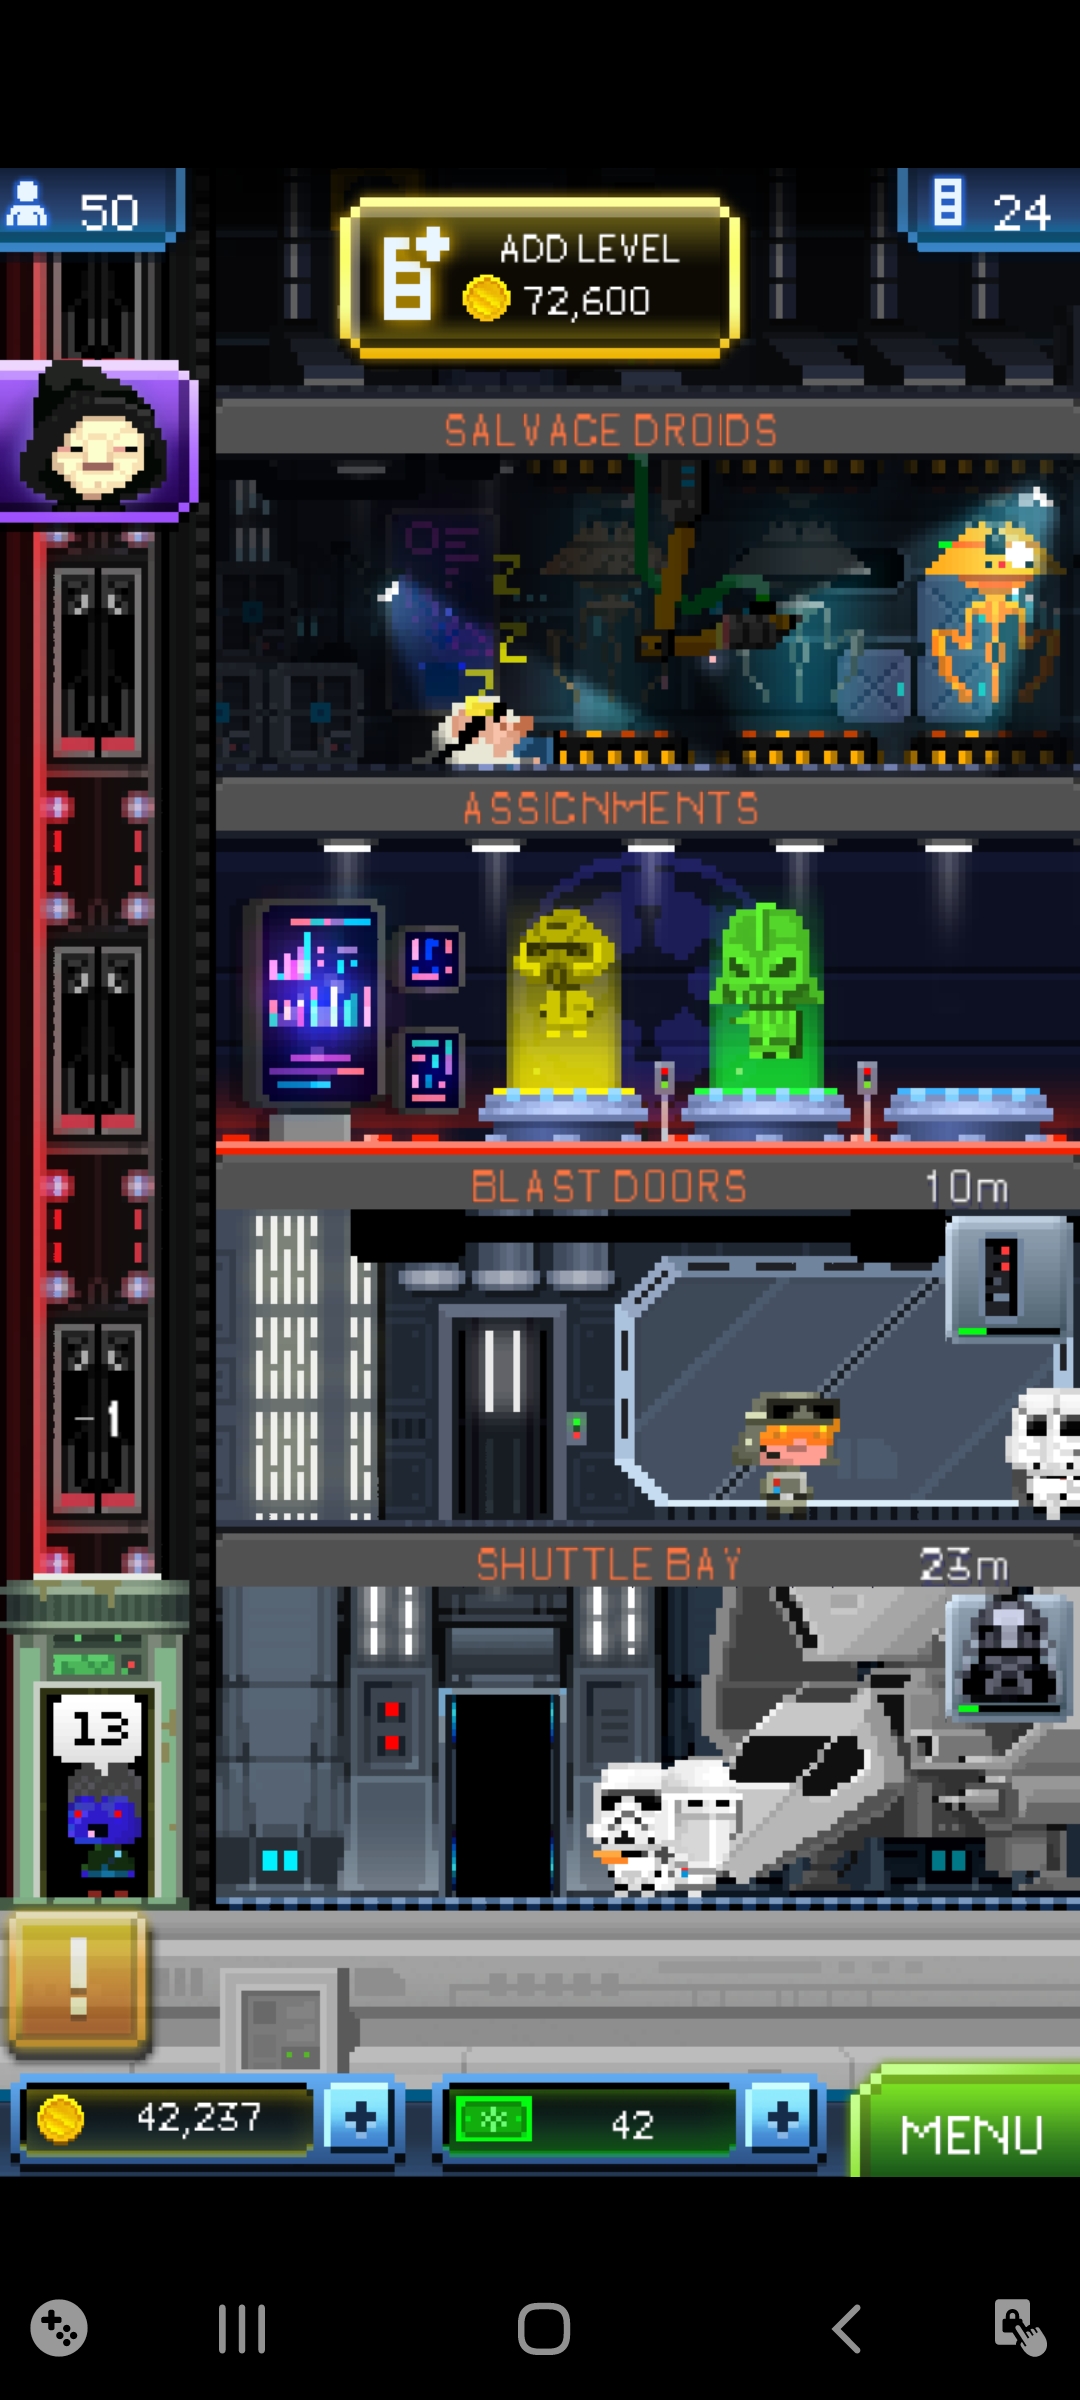 50
ADD LEVEL
72,600
24
SALVAGE DROIDS
Z
Z
Z
ASSIGNMENTS
BLAST DOORS 10m
-1
SHUTTLE BAY 23m
13
!
42,237 +
42 +
MENU